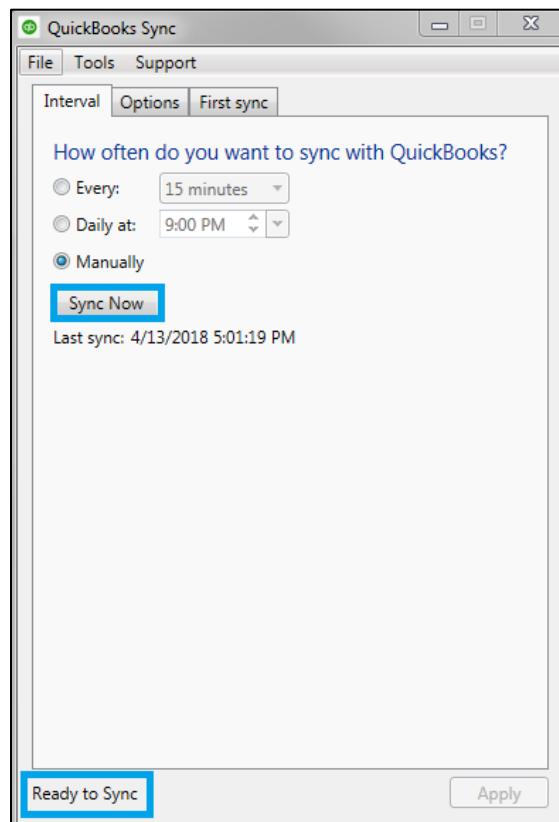 QuickBooks Sync
File Tools Support
Interval Options First sync
How often do you want to sync with QuickBooks?
Every: 15 minutes
Daily at: 9:00 PM
Manually
Sync Now
Last sync: 4/13/2018 5:01:19 PM
Ready to Sync Apply